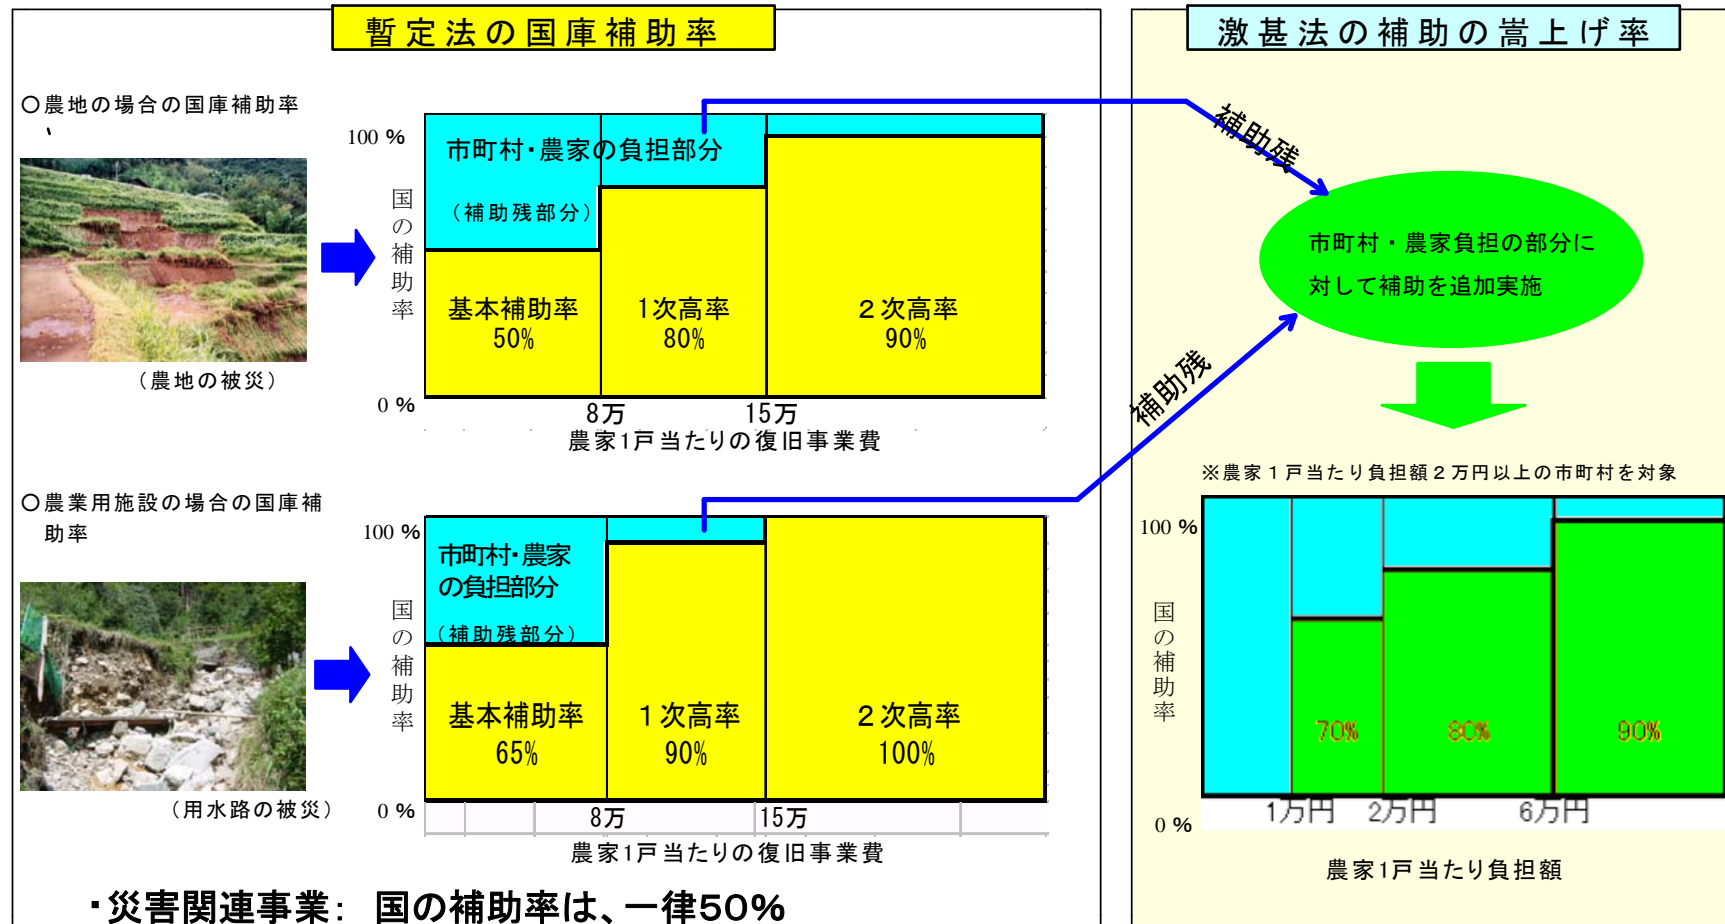 暫定法の国庫補助率
○農地の場合の国庫補助率
、
100 %
国の補助率
0 %
市町村・農家の負担部分
（補助残部分）
基本補助率
50%
1次高率
80%
２次高率
90%
8万
15万
農家1戸当たりの復旧事業費
（農地の被災）
○農業用施設の場合の国庫補
助率
100 %
国の補助率
0 %
市町村・農家
の負担部分
（補助残部分）
基本補助率
65%
１次高率
90%
２次高率
100%
8万
15万
農家1戸当たりの復旧事業費
（用水路の被災）
・災害関連事業： 国の補助率は、一律50％
激甚法の補助の嵩上げ率
補助残
補助残
市町村・農家負担の部分に
対して補助を追加実施
※農家１戸当たり負担額２万円以上の市町村を対象
100 %
国の補助率
0 %
70%
80%
90%
1万円
2万円
6万円
農家1戸当たり負担額